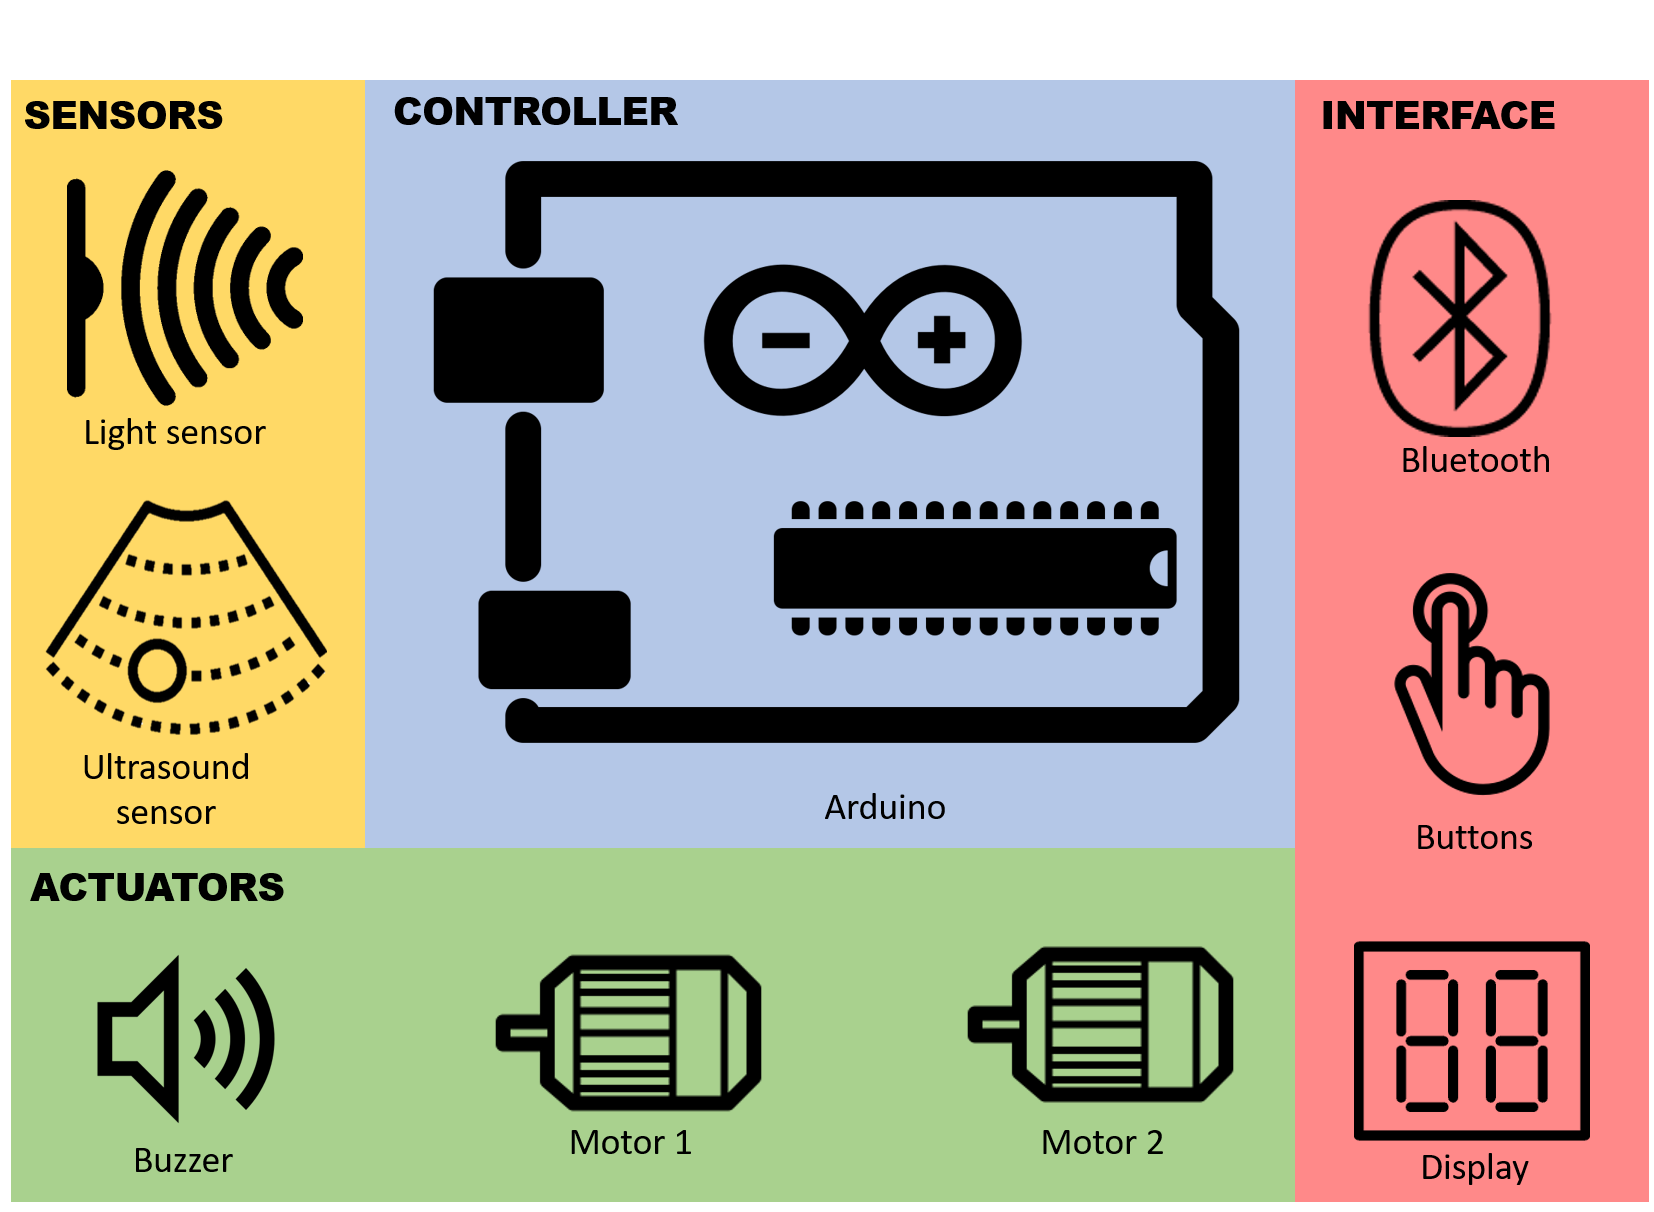 SENSORS
Light sensor
Ultrasound
sensor
CONTROLLER
Arduino
INTERFACE
Bluetooth
Buttons
Display
ACTUATORS
Buzzer
Motor 1
Motor 2